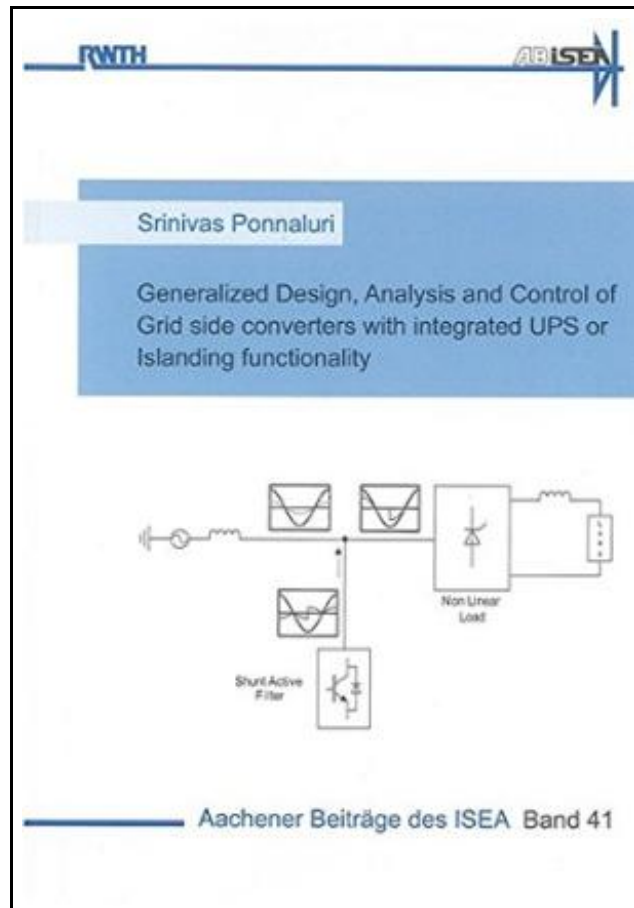 RWTH
ABISEA
Srinivas Ponnaluri
Generalized Design, Analysis and Control of
Grid side converters with integrated UPS or
Islanding functionality
Non Linear
Load
Shunt Active
Filter
Aachener Beiträge des ISEA Band 41